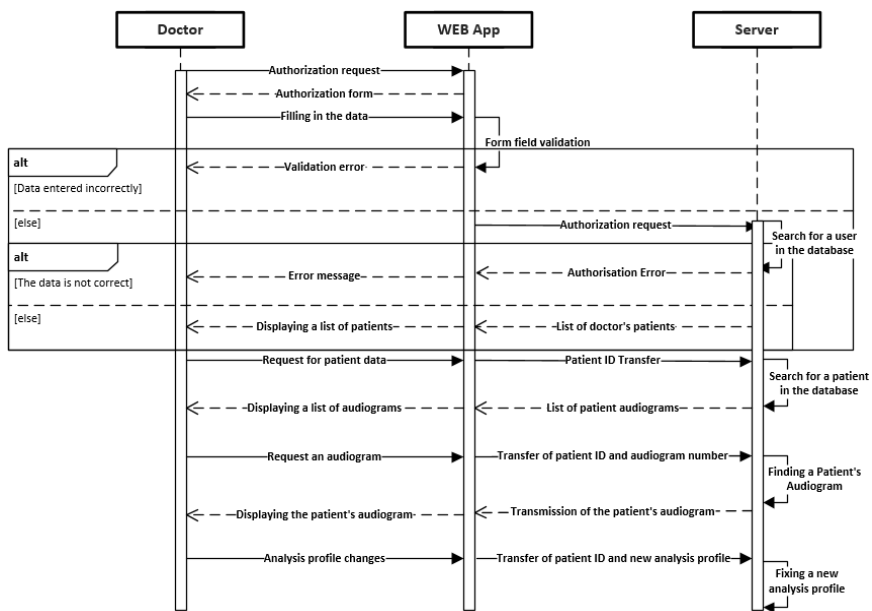 Doctor
WEB App
Server
Authorization request
Authorization form
Filling in the data
Form field validation
alt
Validation error
[Data entered incorrectly]
[else]
Authorization request
Search for a user
in the database
alt
Error message
Authorisation Error
[The data is not correct]
[else]
Displaying a list of patients
List of doctor's patients
Request for patient data
Patient ID Transfer
Search for a patient
in the database
Displaying a list of audiograms
List of patient audiograms
Request an audiogram
Transfer of patient ID and audiogram number
Finding a Patient's
Audiogram
Displaying the patient's audiogram
Transmission of the patient's audiogram
Analysis profile changes
Transfer of patient ID and new analysis profile
Fixing a new
analysis profile